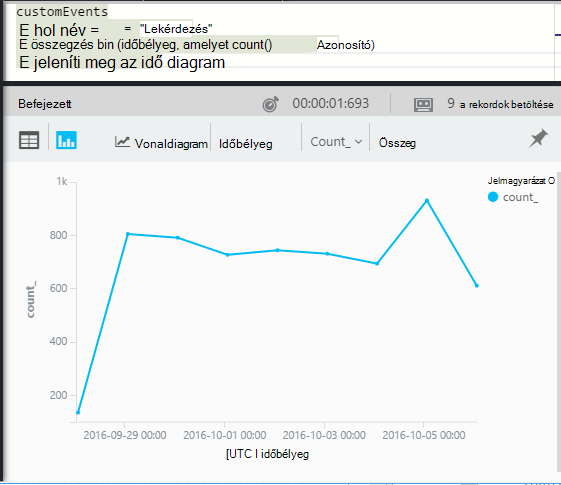 customEvents
E hol név = = "Lekérdezés"
E összegzés bin (időbélyeg, amelyet count() Azonosító)
E jeleníti meg az idő diagram
Befejezett 00:00:01:693 9 a rekordok betöltése
Vonaldiagram Időbélyeg Count_ Összeg
Jelmagyarázat O
count_
1k
800
600
400
200
count_
2016-09-29 00:00 2016-10-01 00:00 2016-10-03 00:00 2016-10-05 00:00
[UTC I időbélyeg